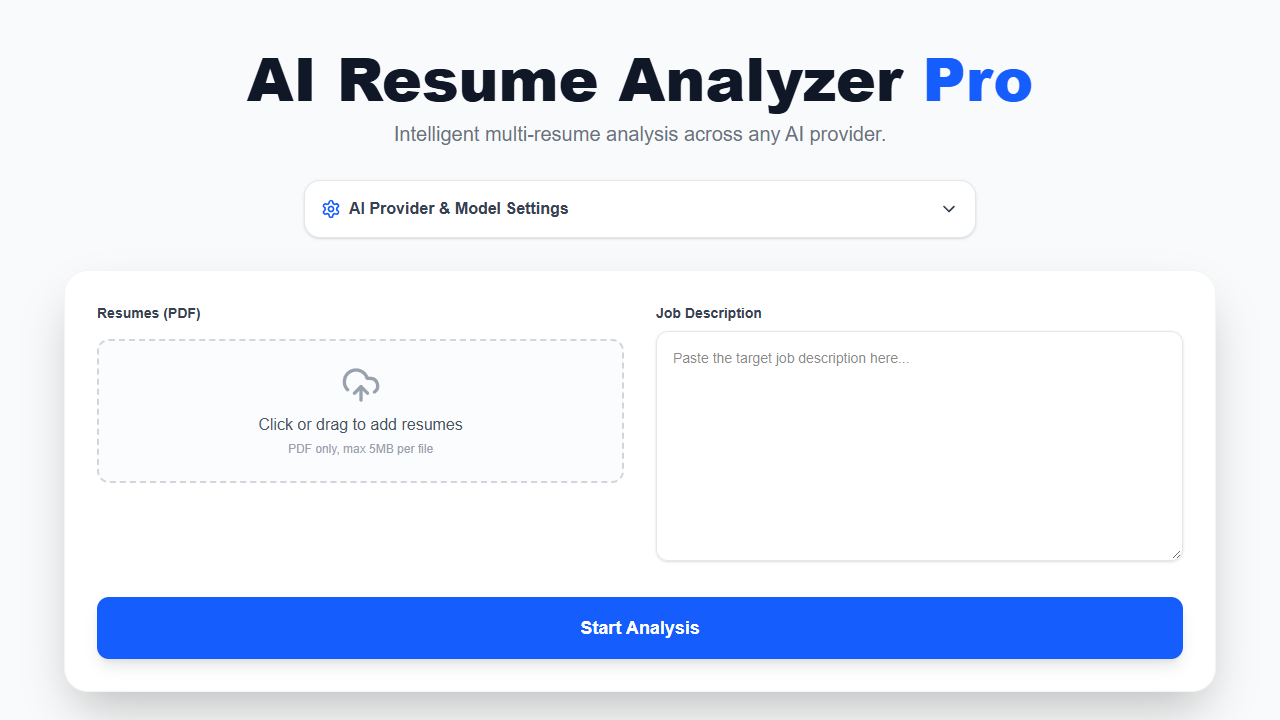 AI Resume Analyzer Pro
Intelligent multi-resume analysis across any AI provider.
AI Provider & Model Settings
Resumes (PDF)
Click or drag to add resumes
PDF only, max 5MB per file
Job Description
Paste the target job description here...
Start Analysis